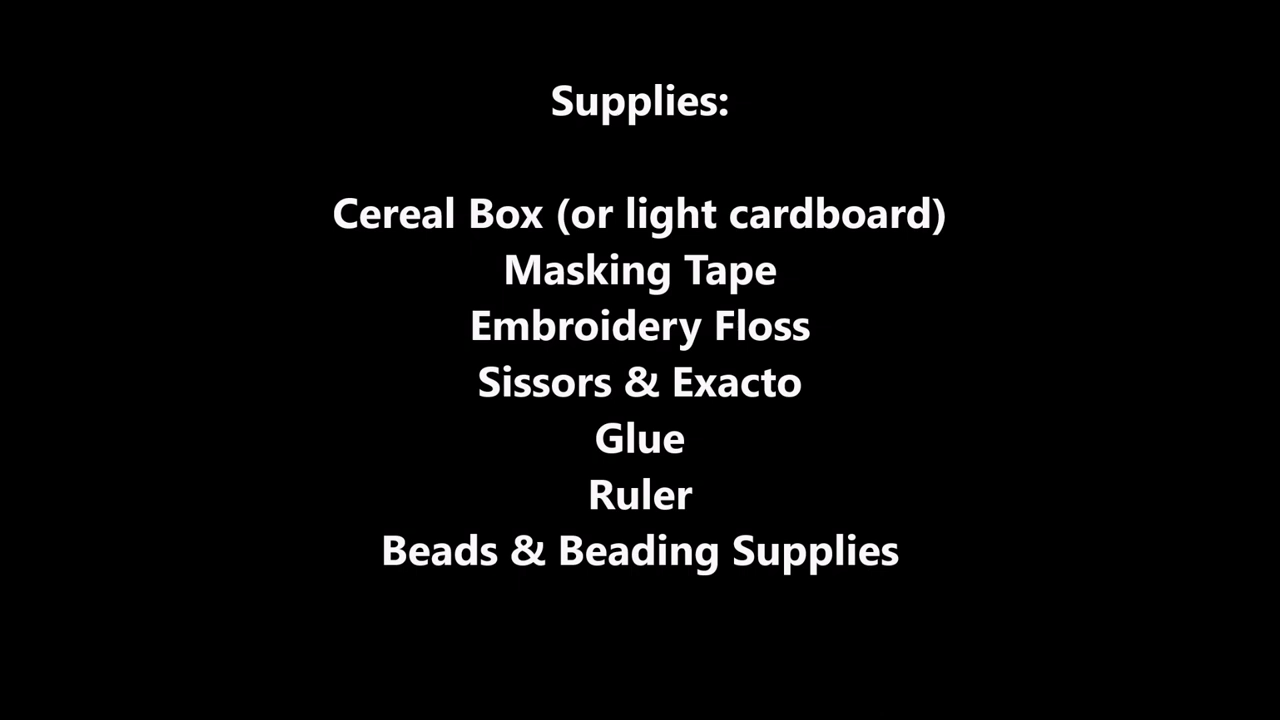 Supplies:
Cereal Box (or light cardboard)
Masking Tape
Embroidery Floss
Sissors & Exacto
Glue
Ruler
Beads & Beading Supplies